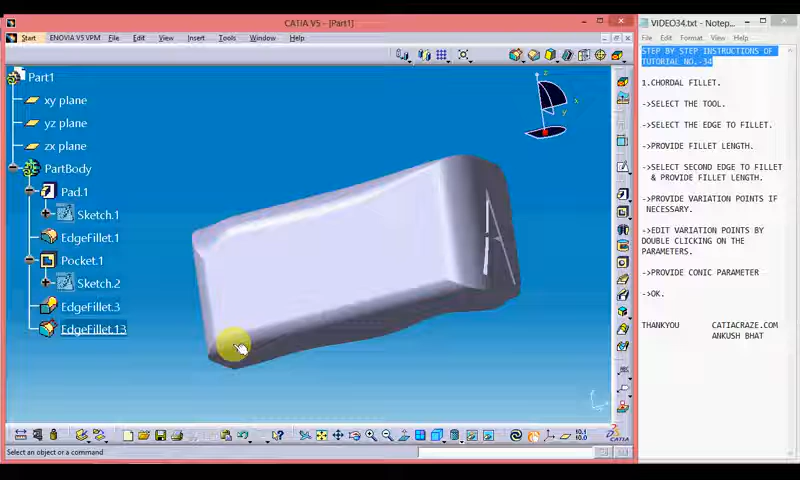 CATIA V5 - [Part1]
Start ENOVIA V5 VPM File Edit View Insert Tools Window Help
Part1
xy plane
yz plane
zx plane
PartBody
Pad.1
Sketch.1
EdgeFillet.1
Pocket.1
Sketch.2
EdgeFillet.3
EdgeFillet.13
z
x
y
Select an object or a command
CATIA
VIDEO34.txt - Notep...
File Edit Format View Help
STEP BY STEP INSTRUCTIONS OF
TUTORIAL NO.-34
1.CHORDAL FILLET.
->SELECT THE TOOL.
->SELECT THE EDGE TO FILLET.
->PROVIDE FILLET LENGTH.
->SELECT SECOND EDGE TO FILLET
& PROVIDE FILLET LENGTH.
->PROVIDE VARIATION POINTS IF
NECESSARY.
->EDIT VARIATION POINTS BY
DOUBLE CLICKING ON THE
PARAMETERS.
->PROVIDE CONIC PARAMETER
->OK.
THANKYOU CATIACRAZE.COM
ANKUSH BHAT